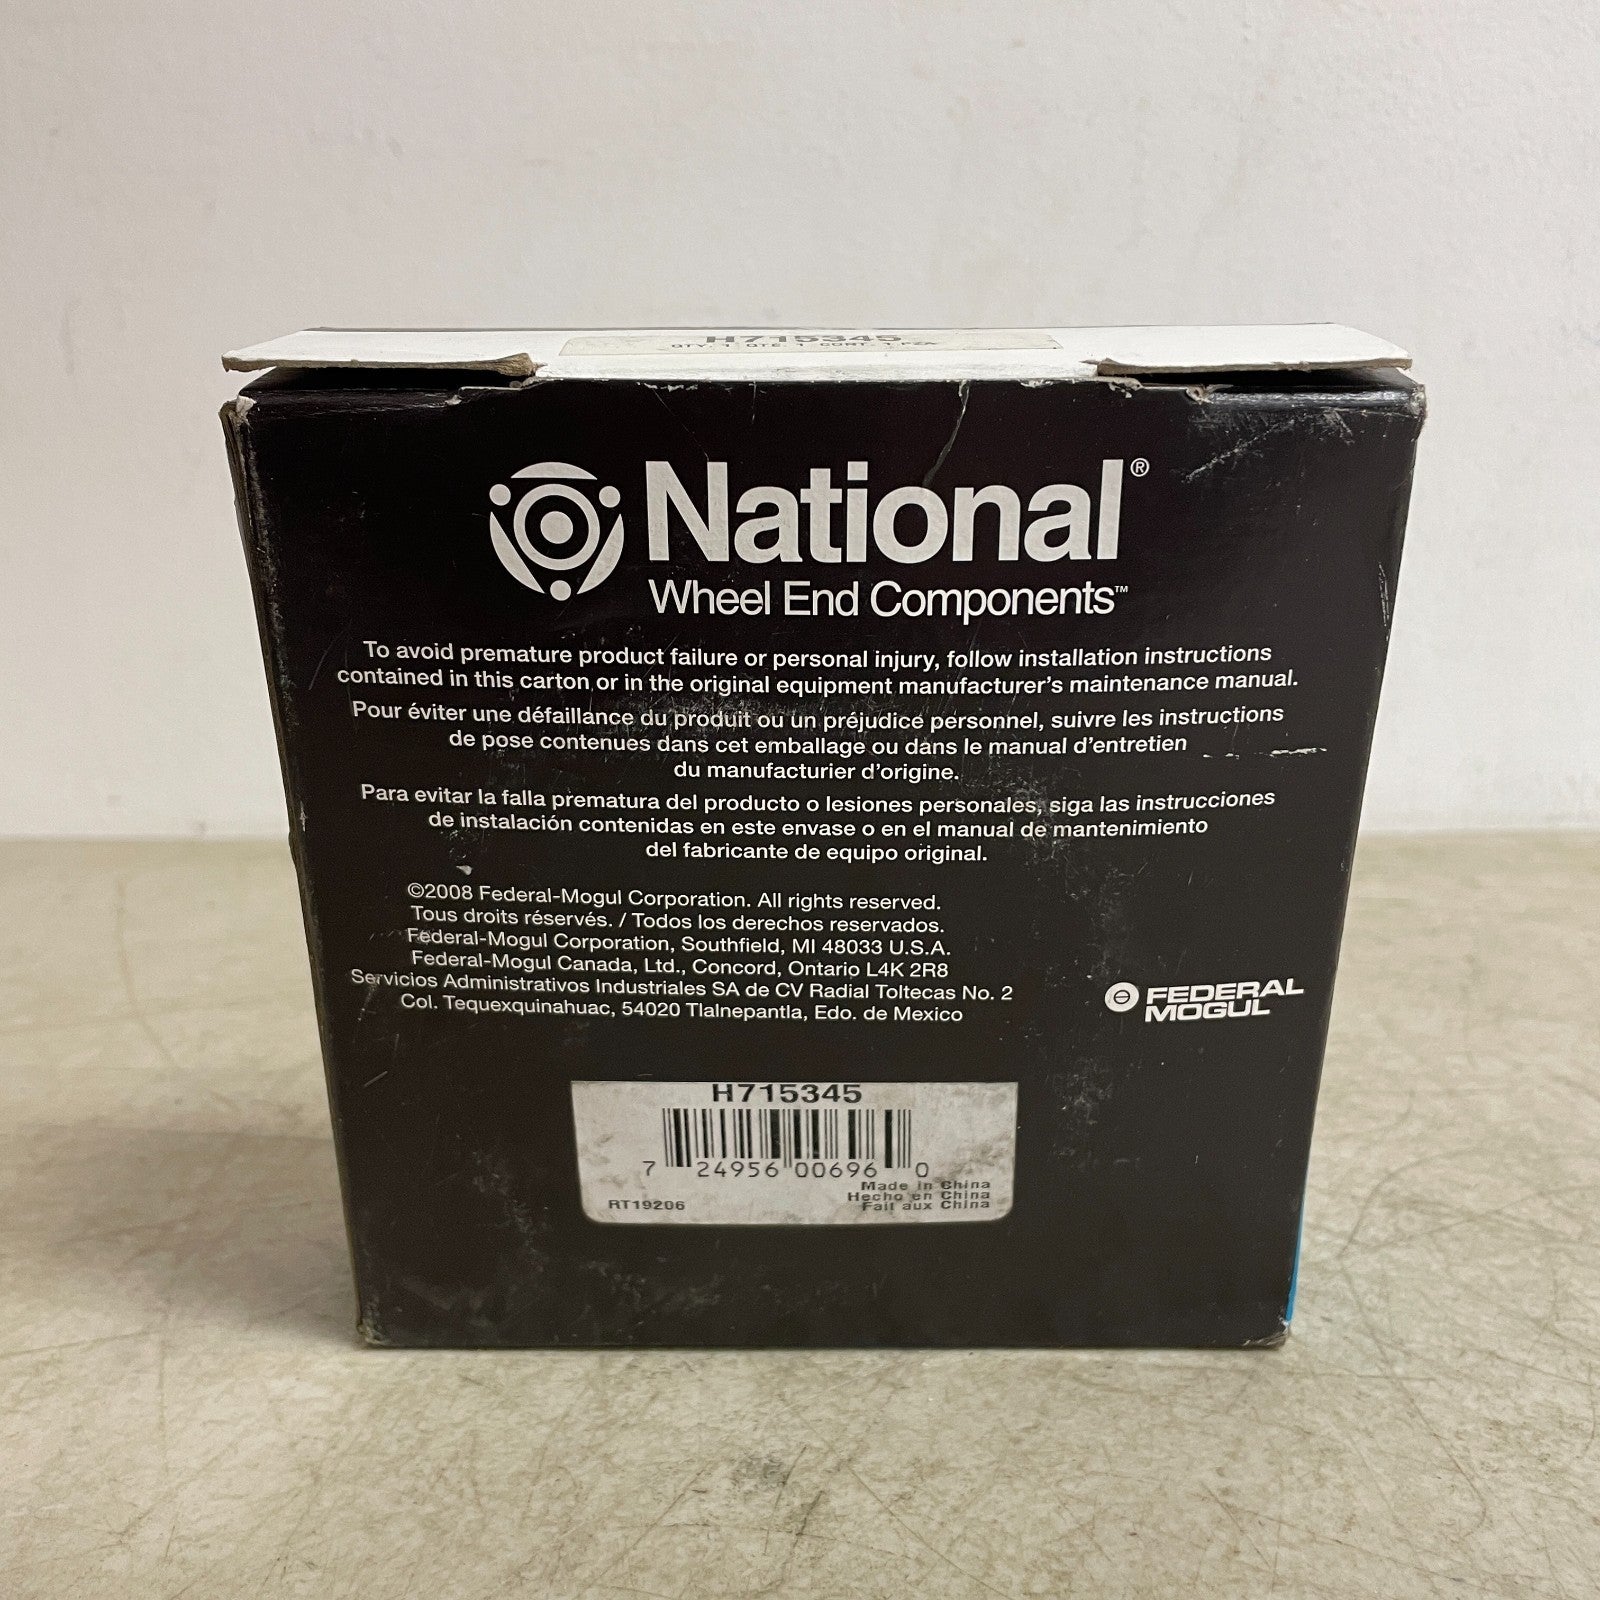 H715345
QTY. 1 QTE. 1 CONT. 1 PZA.
National®
Wheel End Components™
To avoid premature product failure or personal injury, follow installation instructions
contained in this carton or in the original equipment manufacturer's maintenance manual.
Pour éviter une défaillance du produit ou un préjudice personnel, suivre les instructions
de pose contenues dans cet emballage ou dans le manual d'entretien
du manufacturier d'origine.
Para evitar la falla prematura del producto o lesiones personales, siga las instrucciones
de instalación contenidas en este envase o en el manual de mantenimiento
del fabricante de equipo original.
©2008 Federal-Mogul Corporation. All rights reserved.
Tous droits réservés. / Todos los derechos reservados.
Federal-Mogul Corporation, Southfield, MI 48033 U.S.A.
Federal-Mogul Canada, Ltd., Concord, Ontario L4K 2R8
Servicios Administrativos Industriales SA de CV Radial Toltecas No. 2
Col. Tequexquinahuac, 54020 Tlalnepantla, Edo. de Mexico
FEDERAL
MOGUL
H715345
7 24956 00696 0
Made in China
Hecho en China
RT19206 Fait aux China